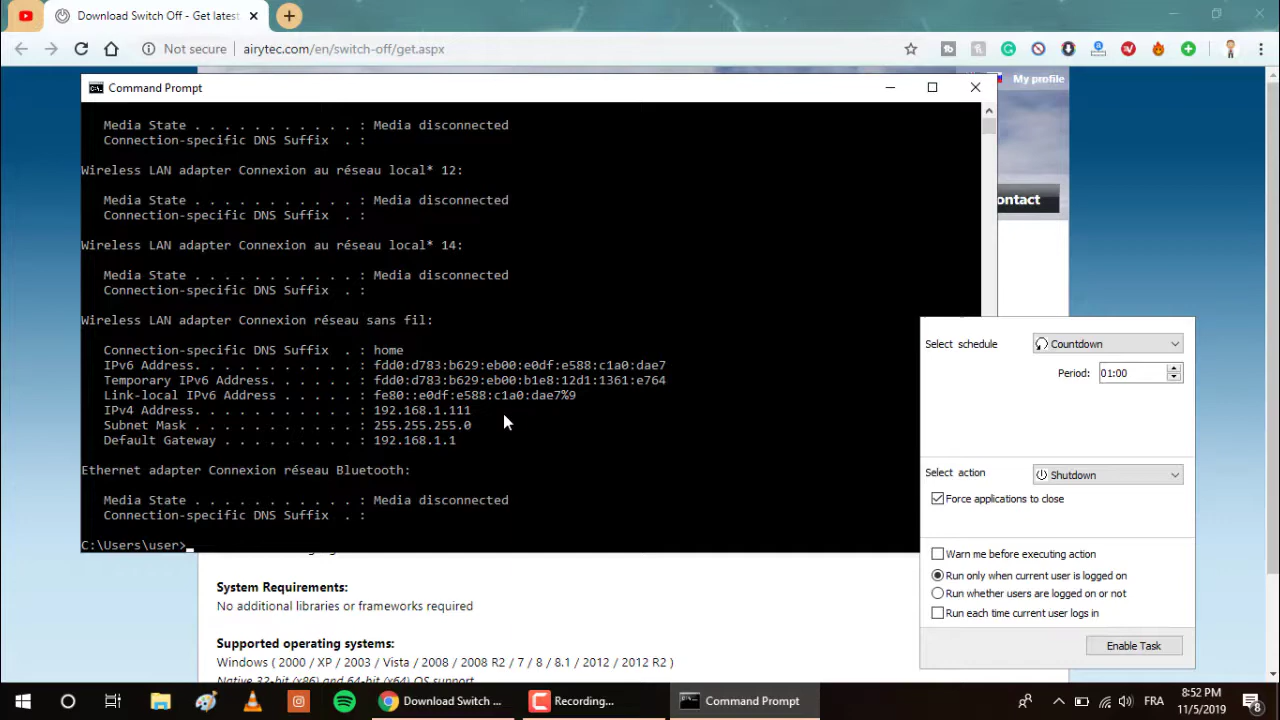 Download Switch Off - Get latest
Not secure
airytec.com/en/switch-off/get.aspx
My profile
ontact
Command Prompt
Media State . . . . . . . . . . . : Media disconnected
Connection-specific DNS Suffix  . :
Wireless LAN adapter Connexion au réseau local* 12:
Media State . . . . . . . . . . . : Media disconnected
Connection-specific DNS Suffix  . :
Wireless LAN adapter Connexion au réseau local* 14:
Media State . . . . . . . . . . . : Media disconnected
Connection-specific DNS Suffix  . :
Wireless LAN adapter Connexion réseau sans fil:
Connection-specific DNS Suffix  . : home
IPv6 Address. . . . . . . . . . . : fdd0:d783:b629:eb00:e0df:e588:c1a0:dae7
Temporary IPv6 Address. . . . . . : fdd0:d783:b629:eb00:b1e8:12d1:1361:e764
Link-local IPv6 Address . . . . . : fe80::e0df:e588:c1a0:dae7%9
IPv4 Address. . . . . . . . . . . : 192.168.1.111
Subnet Mask . . . . . . . . . . . : 255.255.255.0
Default Gateway . . . . . . . . . : 192.168.1.1
Ethernet adapter Connexion réseau Bluetooth:
Media State . . . . . . . . . . . : Media disconnected
Connection-specific DNS Suffix  . :
C:\Users\user>
Select schedule
Countdown
Period:
01:00
Select action
Shutdown
Force applications to close
Warn me before executing action
Run only when current user is logged on
Run whether users are logged on or not
Run each time current user logs in
Enable Task
System Requirements:
No additional libraries or frameworks required
Supported operating systems:
Windows ( 2000 / XP / 2003 / Vista / 2008 / 2008 R2 / 7 / 8 / 8.1 / 2012 / 2012 R2 )
Native 32-bit (x86) and 64-bit (x64) OS support
Download Switch ...
Recording...
Command Prompt
FRA
8:52 PM
11/5/2019
8